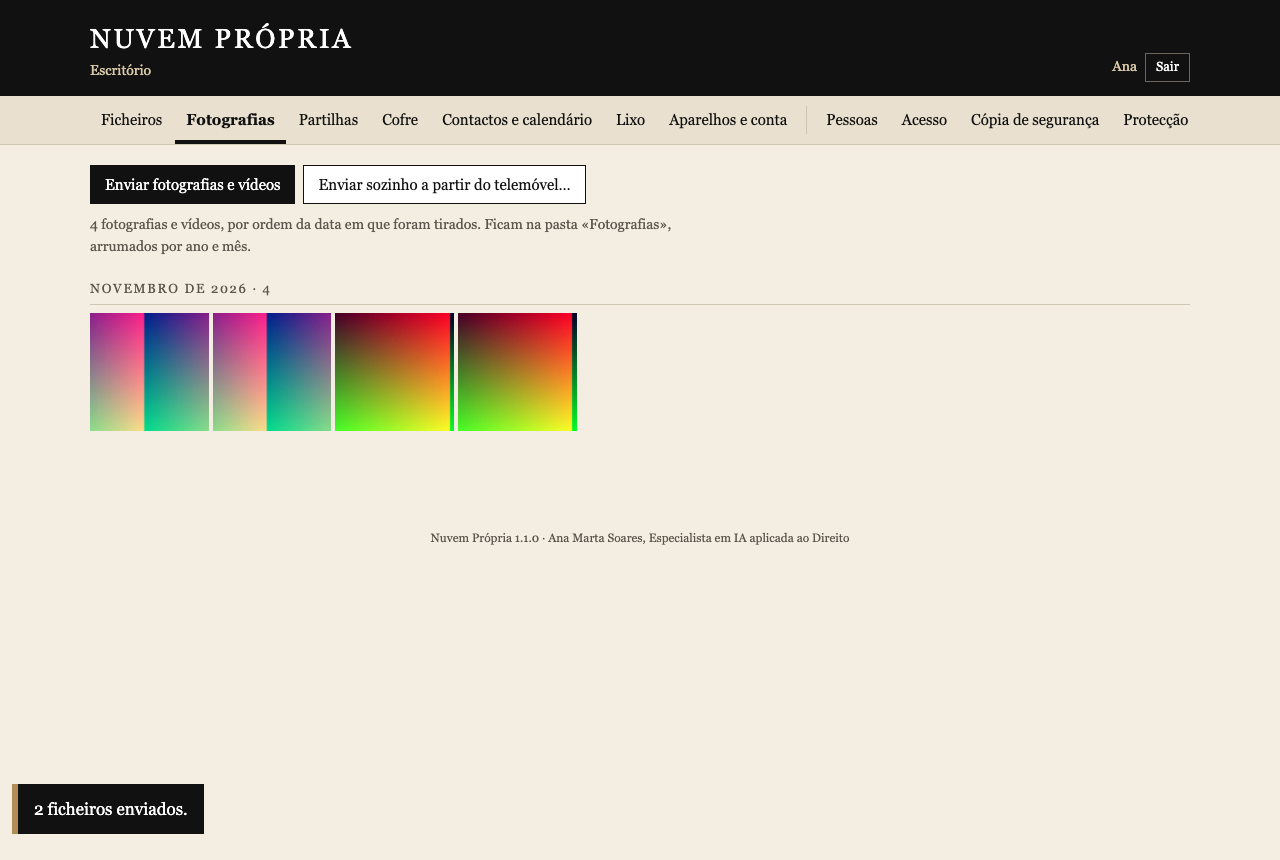 NUVEM PRÓPRIA
Escritório
Ana Sair
Ficheiros Fotografias Partilhas Cofre Contactos e calendário Lixo Aparelhos e conta Pessoas Acesso Cópia de segurança Protecção
Enviar fotografias e vídeos Enviar sozinho a partir do telemóvel...
4 fotografias e vídeos, por ordem da data em que foram tirados. Ficam na pasta «Fotografias»,
arrumados por ano e mês.
NOVEMBRO DE 2026 · 4
Nuvem Própria 1.1.0 · Ana Marta Soares, Especialista em IA aplicada ao Direito
2 ficheiros enviados.